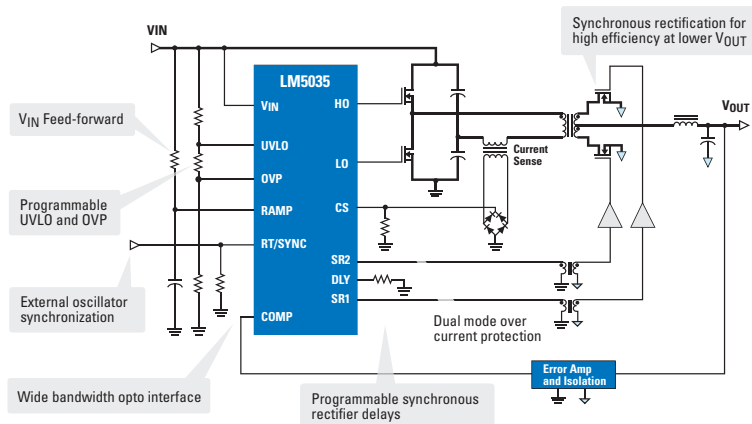 VIN
Synchronous rectification for
high efficiency at lower VOUT
LM5035
VIN
HO
VOUT
VIN Feed-forward
UVLO
LO
Current
Sense
OVP
Programmable
UVLO and OVP
RAMP
CS
RT/SYNC
SR2
DLY
External oscillator
synchronization
SR1
COMP
Dual mode over
current protection
Wide bandwidth opto interface
Programmable synchronous
rectifier delays
Error Amp
and Isolation